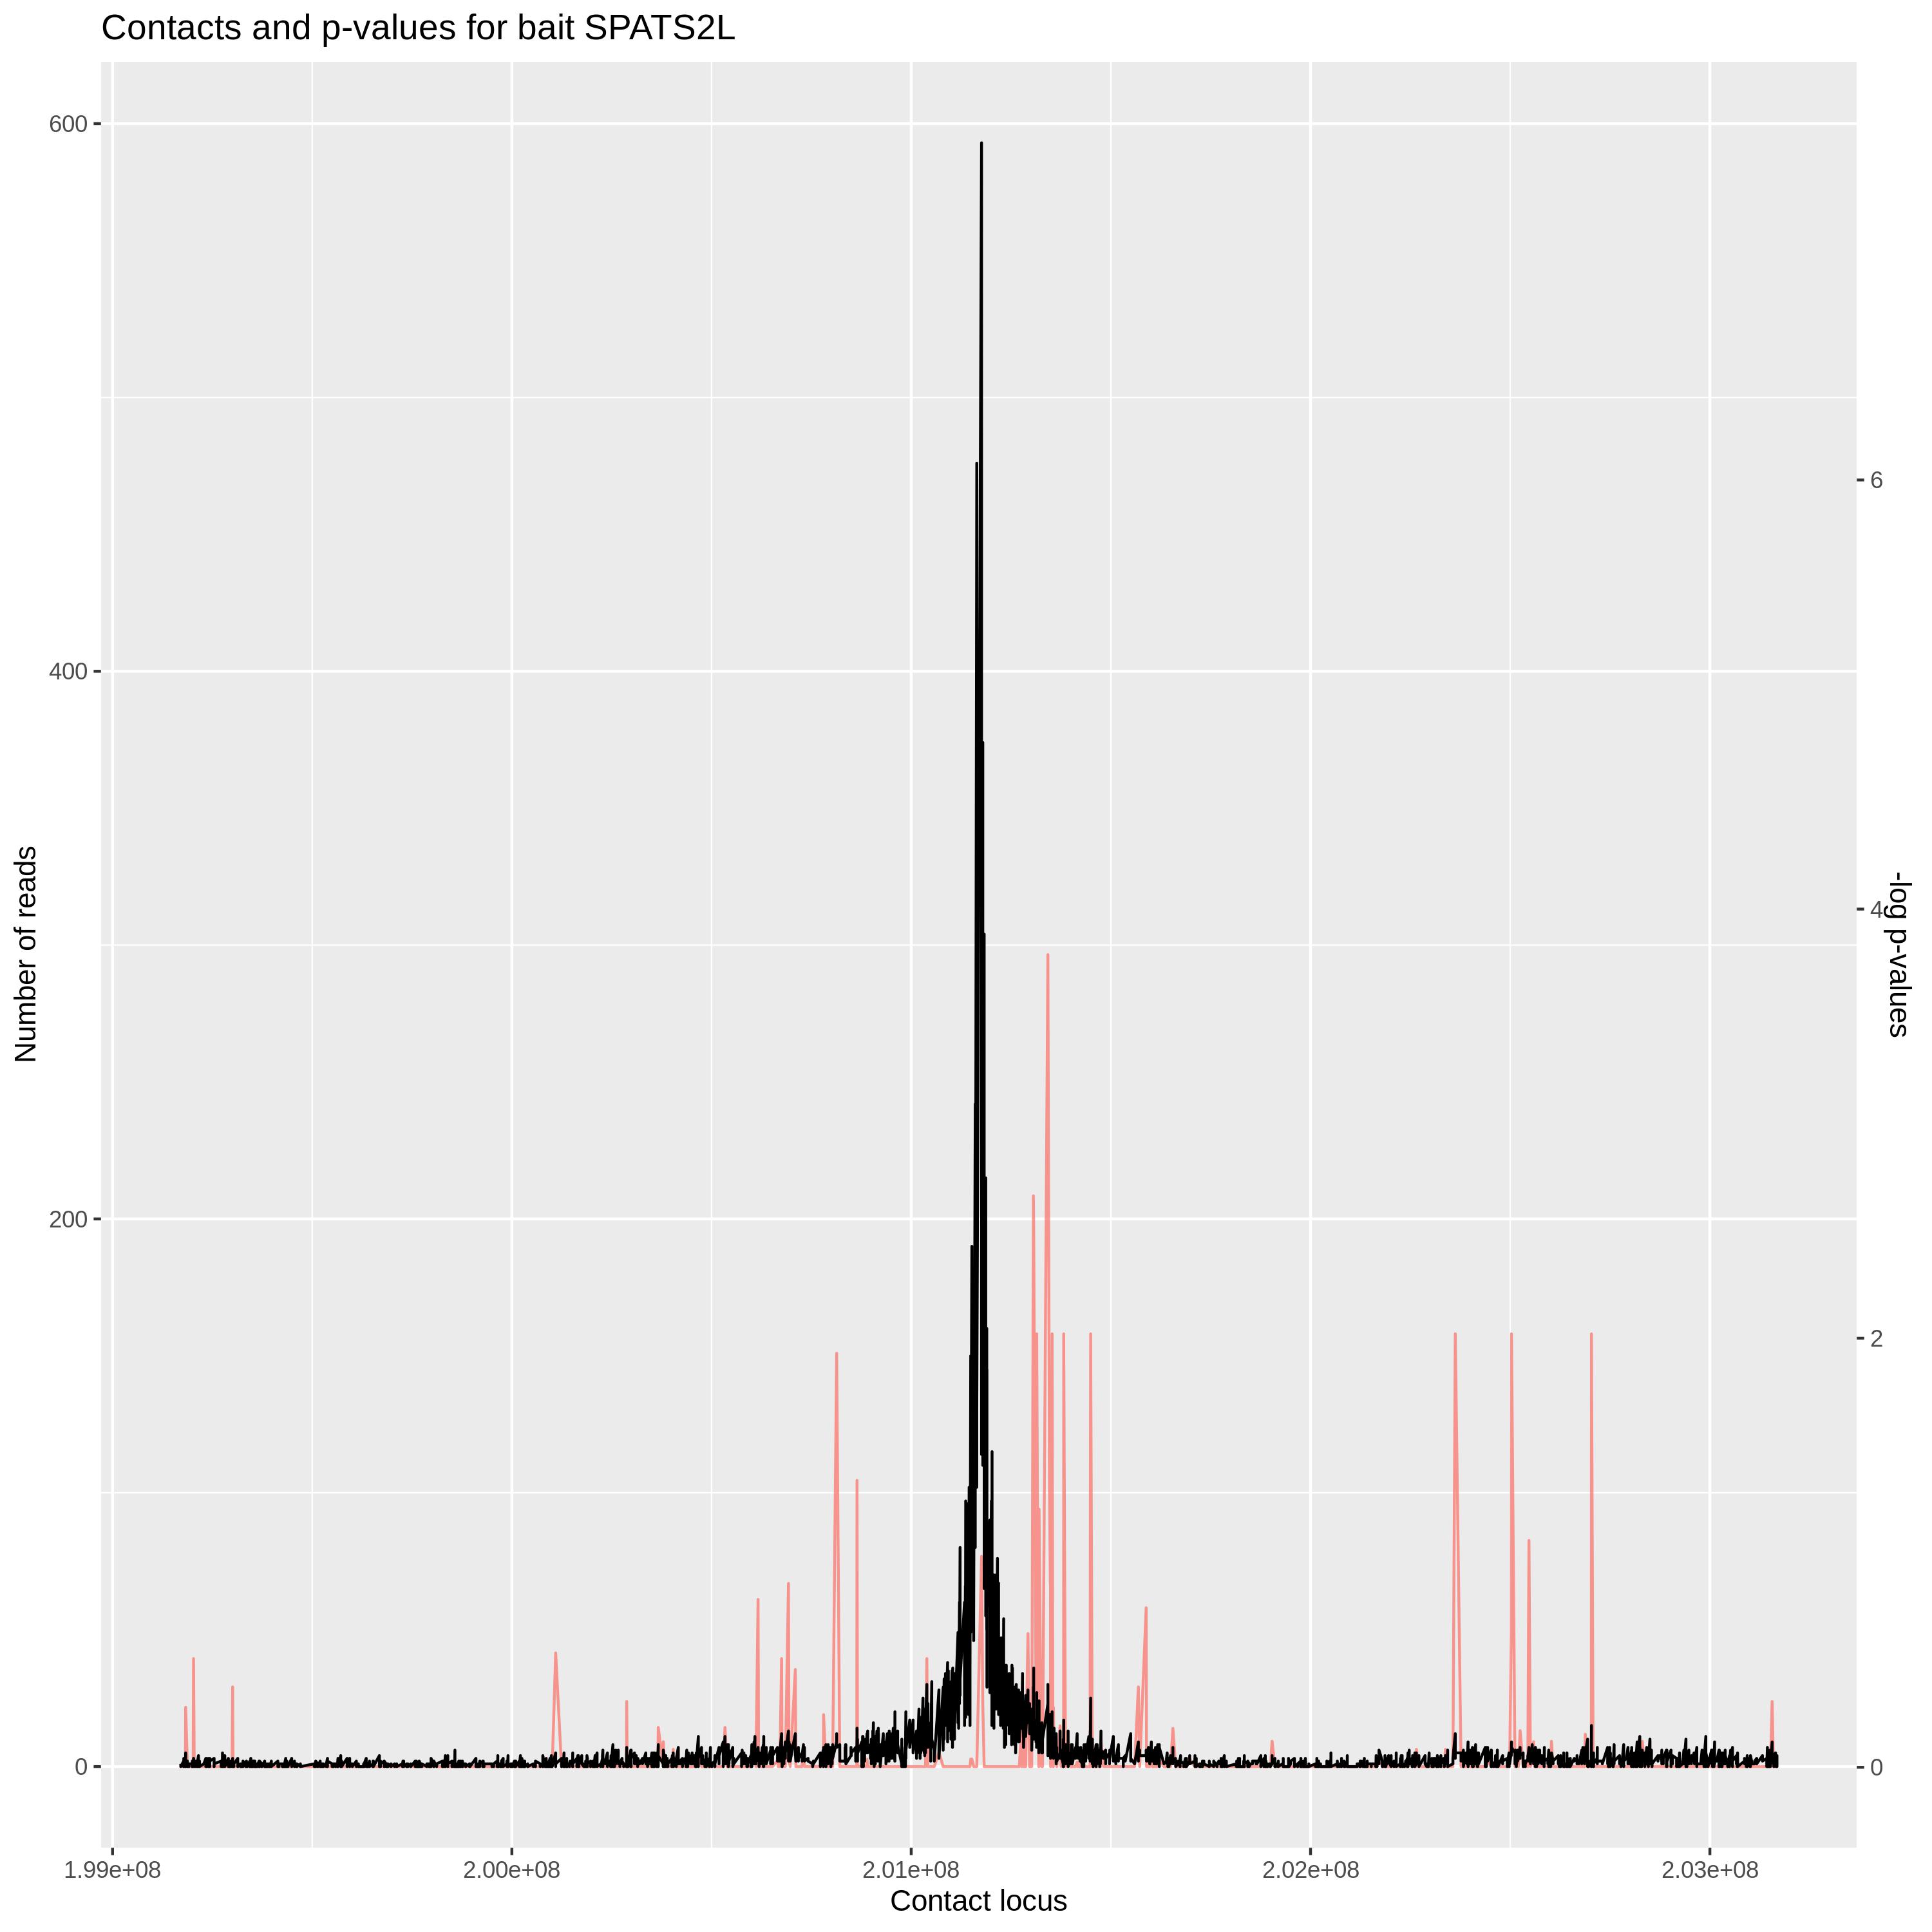 Contacts and p-values for bait SPATS2L
600
400
200
0
Number of reads
6
4
2
0
-log p-values
1.99e+08
2.00e+08
2.01e+08
2.02e+08
2.03e+08
Contact locus